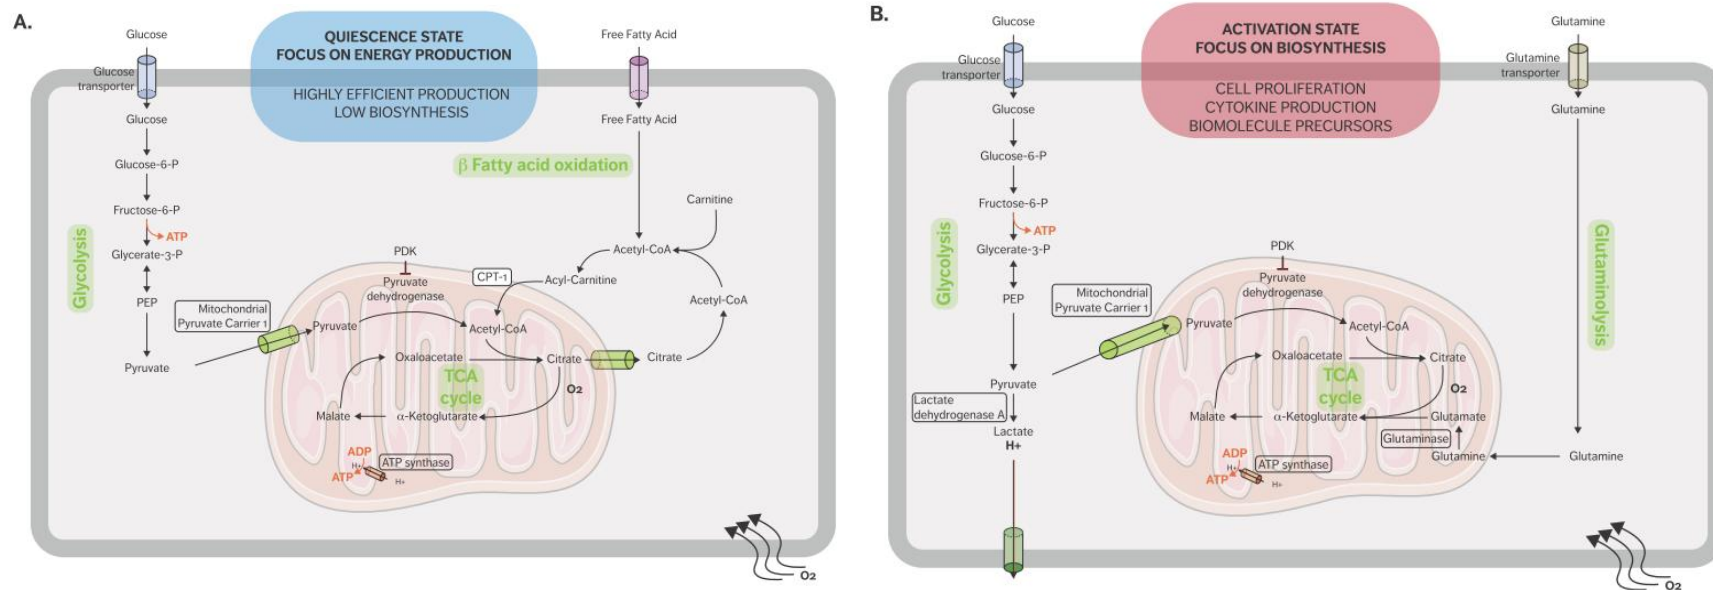 A.
QUIESCENCE STATE
FOCUS ON ENERGY PRODUCTION
HIGHLY EFFICIENT PRODUCTION
LOW BIOSYNTHESIS
Glucose
Glucose
transporter
Glucose
Glucose-6-P
Fructose-6-P
ATP
Glycerate-3-P
PEP
Pyruvate
Glycolysis
Free Fatty Acid
Free Fatty Acid
β Fatty acid oxidation
Carnitine
Acetyl-CoA
Acyl-Carnitine
CPT-1
Acetyl-CoA
PDK
Pyruvate
dehydrogenase
Mitochondrial
Pyruvate Carrier 1
Pyruvate
Acetyl-CoA
Oxaloacetate
Citrate
Citrate
TCA
cycle
O2
Malate
α-Ketoglutarate
ADP
ATP
H+
ATP synthase
H+
O2
B.
ACTIVATION STATE
FOCUS ON BIOSYNTHESIS
CELL PROLIFERATION
CYTOKINE PRODUCTION
BIOMOLECULE PRECURSORS
Glucose
Glucose
transporter
Glucose
Glucose-6-P
Fructose-6-P
ATP
Glycerate-3-P
PEP
Pyruvate
Glycolysis
Lactate
dehydrogenase A
Lactate
H+
Glutamine
Glutamine
transporter
Glutamine
Glutaminolysis
PDK
Pyruvate
dehydrogenase
Mitochondrial
Pyruvate Carrier 1
Pyruvate
Acetyl-CoA
Oxaloacetate
Citrate
TCA
cycle
O2
Malate
α-Ketoglutarate
Glutamate
Glutaminase
Glutamine
Glutamine
ADP
ATP
H+
ATP synthase
H+
O2